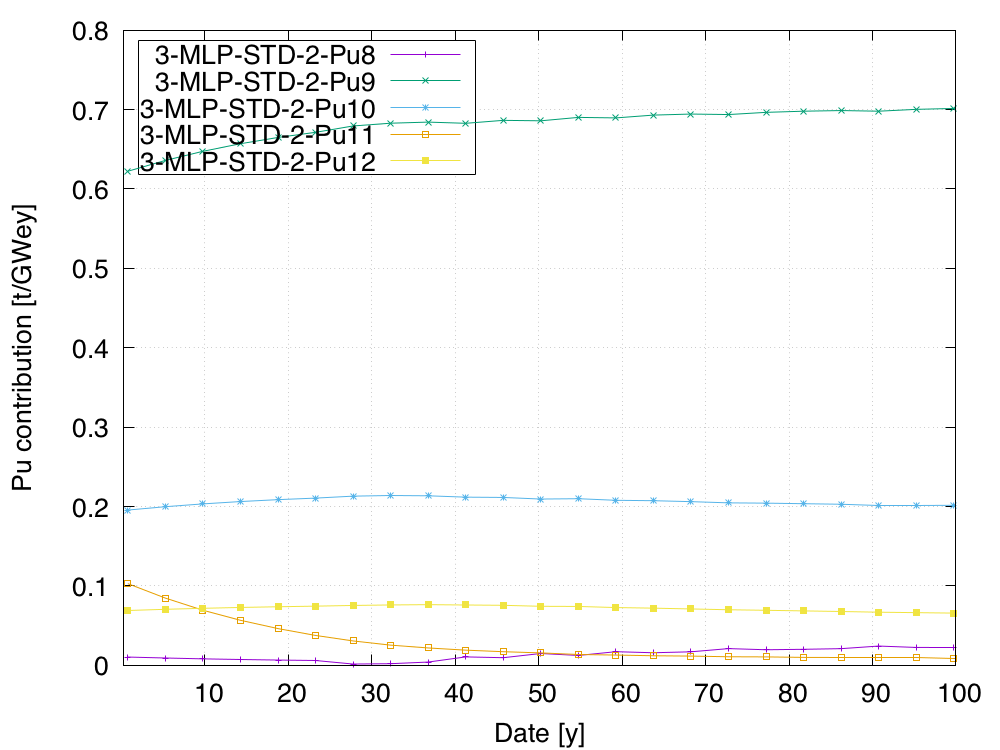 0.8
0.7
0.6
0.5
0.4
0.3
0.2
0.1
0
Pu contribution [t/GWey]
3-MLP-STD-2-Pu8
3-MLP-STD-2-Pu9
3-MLP-STD-2-Pu10
3-MLP-STD-2-Pu11
3-MLP-STD-2-Pu12
10 20 30 40 50 60 70 80 90 100
Date [y]